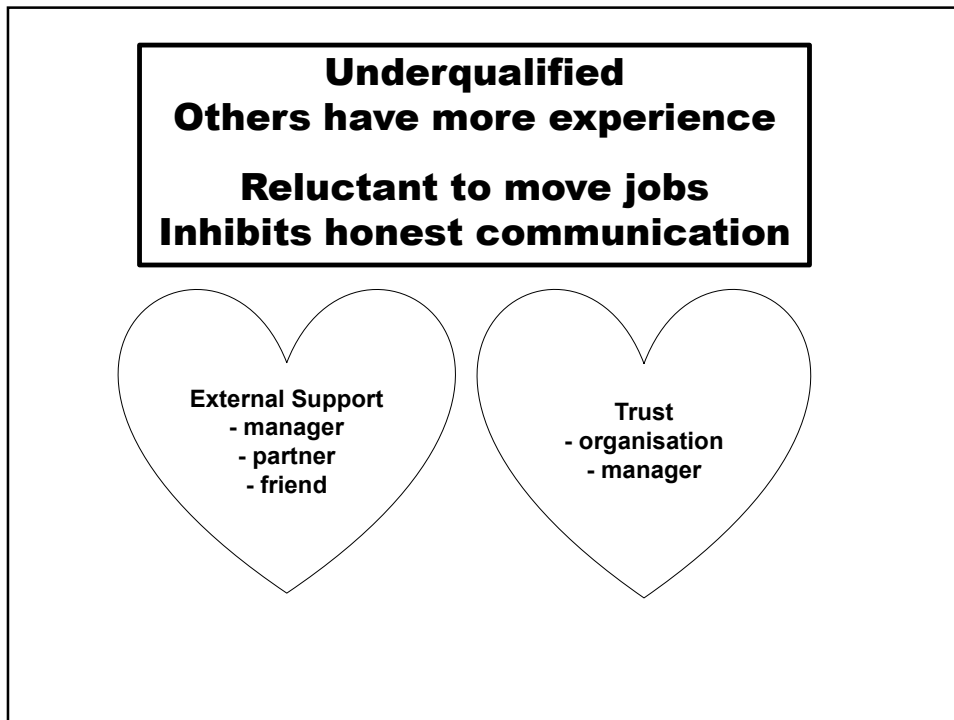 Underqualified
Others have more experience
Reluctant to move jobs
Inhibits honest communication
External Support
- manager
- partner
- friend
Trust
- organisation
- manager